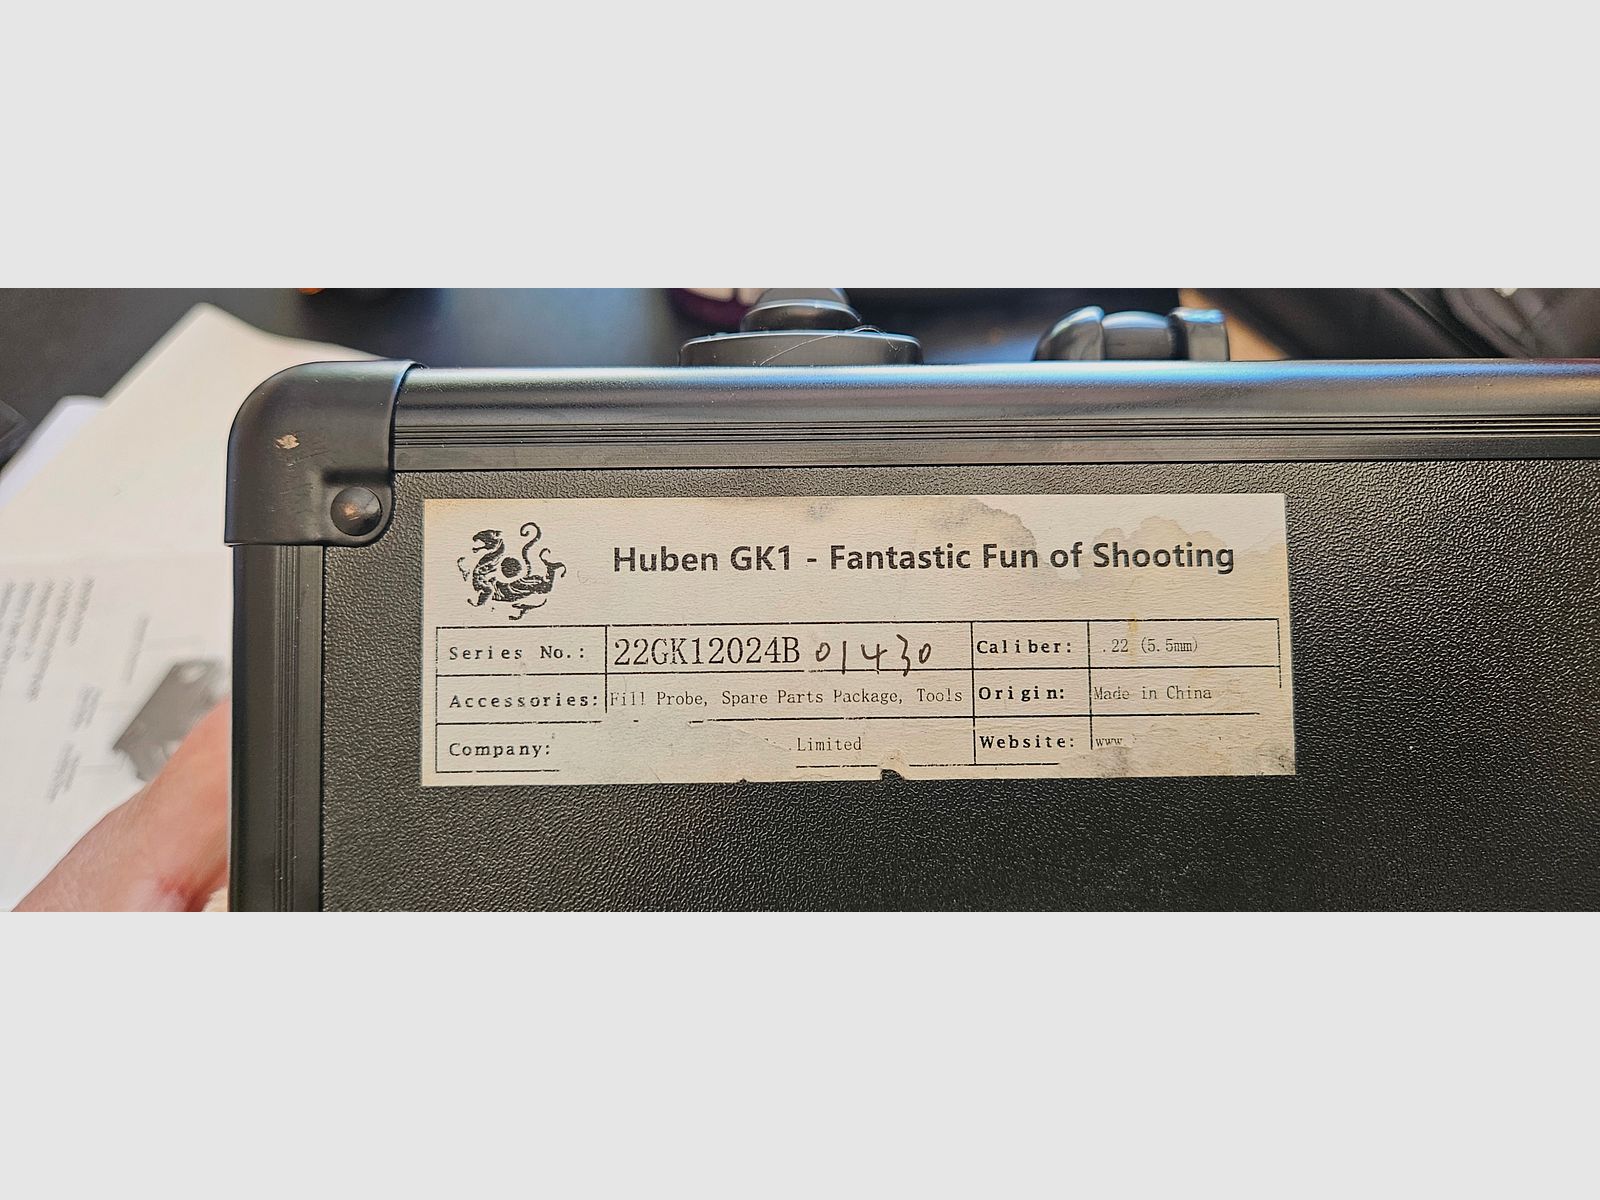 Huben GK1 - Fantastic Fun of Shooting
Series No.: 22GK12024B 01430 Caliber: .22 (5.5mm)
Accessories: Fill Probe, Spare Parts Package, Tools Origin: Made in China
Company: .Limited Website: www